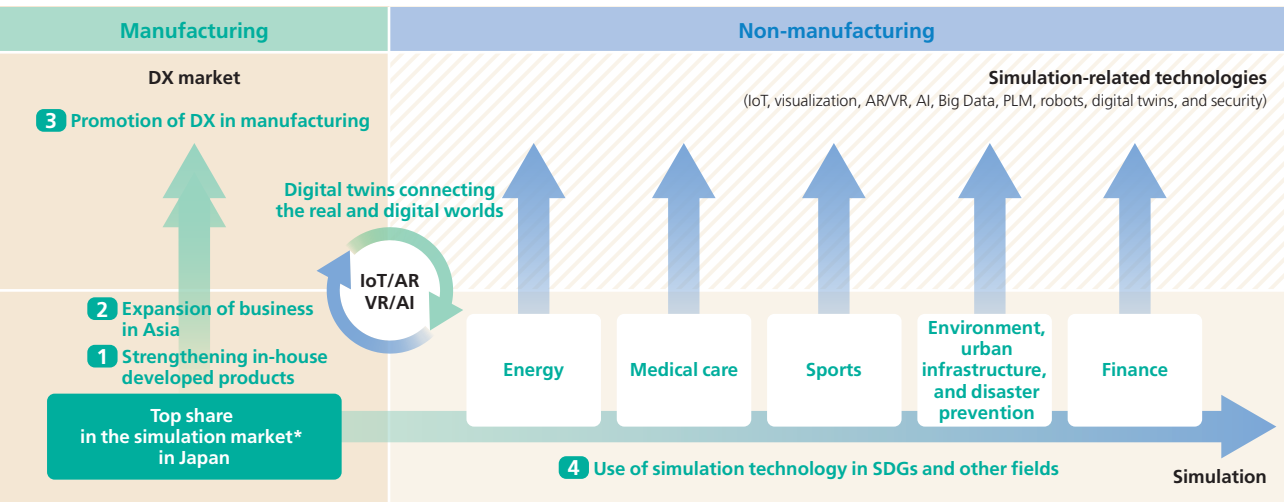 Manufacturing
Non-manufacturing
DX market
Simulation-related technologies
(IoT, visualization, AR/VR, AI, Big Data, PLM, robots, digital twins, and security)
3 Promotion of DX in manufacturing
Digital twins connecting
the real and digital worlds
IoT/AR
VR/AI
2 Expansion of business
in Asia
1 Strengthening in-house
developed products
Top share
in the simulation market*
in Japan
Energy
Medical care
Sports
Environment,
urban
infrastructure,
and disaster
prevention
Finance
4 Use of simulation technology in SDGs and other fields
Simulation